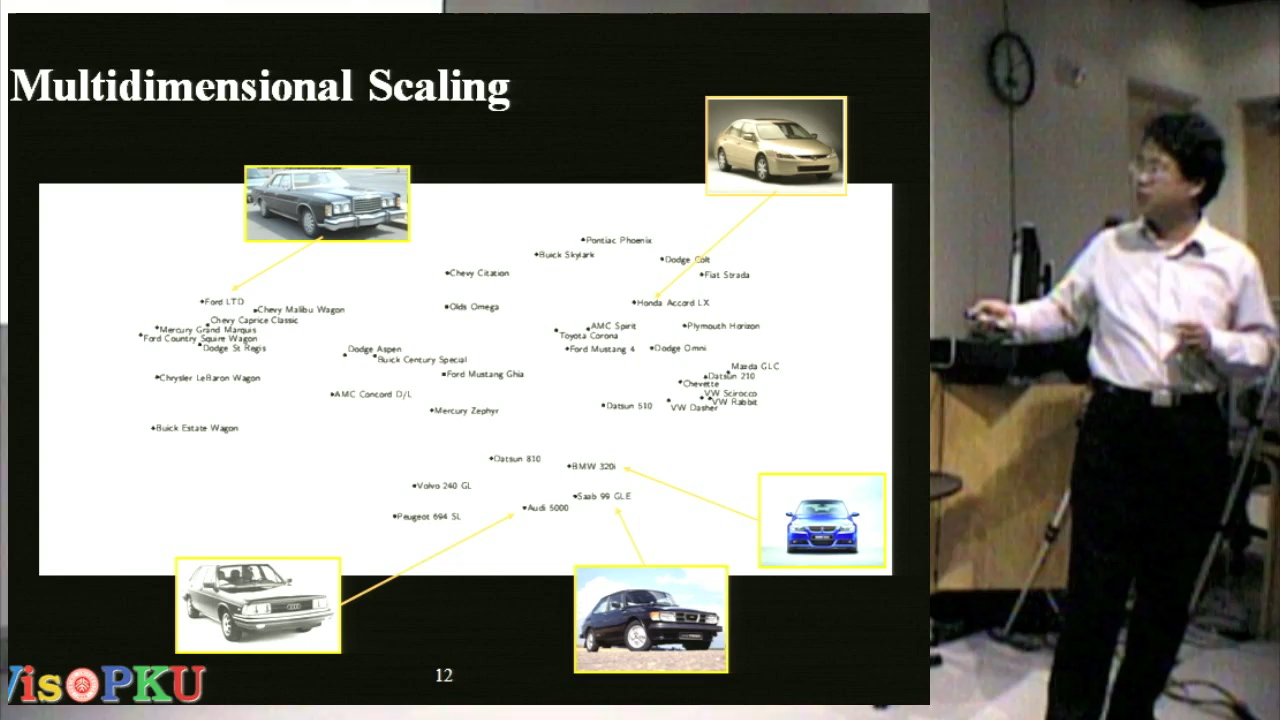 Multidimensional Scaling
Pontiac Phoenix
Buick Skylark
Dodge Colt
Chevy Citation
Fiat Strada
Ford LTD
Honda Accord LX
Chevy Malibu Wagon
Olds Omega
Chevy Caprice Classic
Mercury Grand Marquis
AMC Spirit
Plymouth Horizon
Toyota Corona
Ford Country Squire Wagon
Dodge St Regis
Dodge Aspen
Ford Mustang 4
Dodge Omni
Buick Century Special
Mazda GLC
Ford Mustang Ghia
Datsun 210
Chrysler LeBaron Wagon
Chevette
AMC Concord D/L
VW Scirocco
VW Rabbit
Mercury Zephyr
Datsun 510
VW Dasher
Buick Estate Wagon
Datsun 810
BMW 320i
Volvo 240 GL
Saab 99 GLE
Audi 5000
Peugeot 694 SL
VisPKU
12